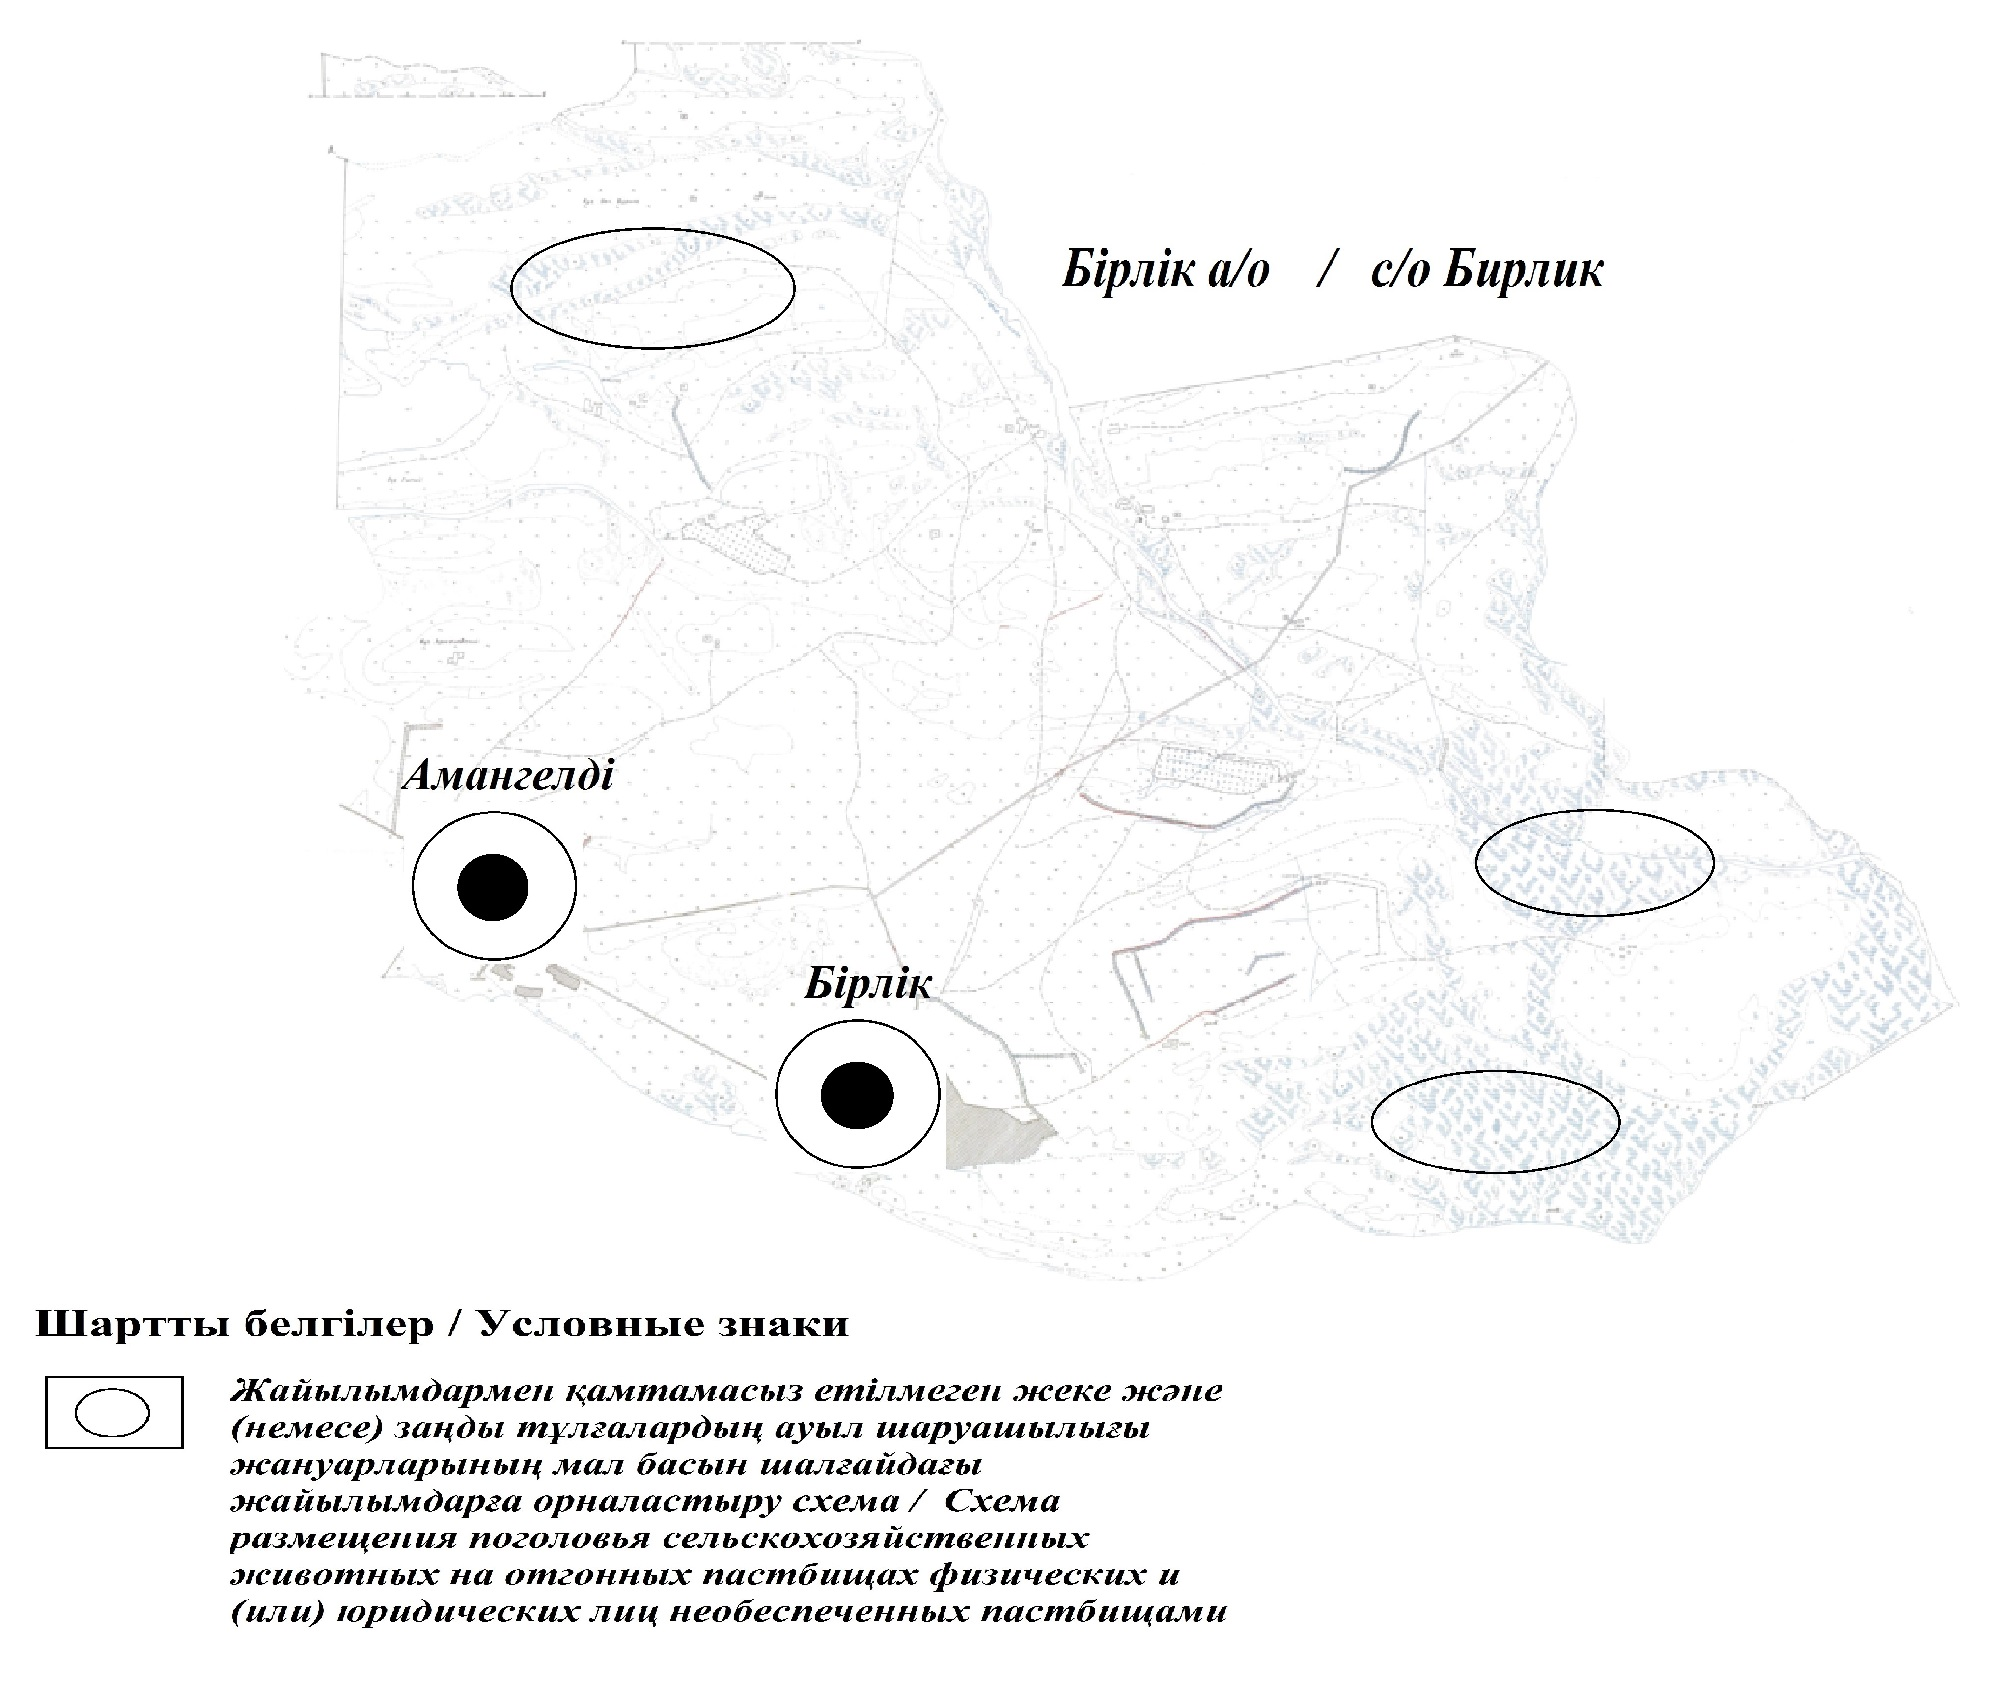 Бірлік а/о / с/о Бирлик
Амангелді
Бірлік
Шартты белгілер / Условные знаки
Жайылымдармен қамтамасыз етілмеген жеке және
(немесе) заңды тұлғалардың ауыл шаруашылығы
жануарларының мал басын шалғайдағы
жайылымдарға орналастыру схема / Схема
размещения поголовья сельскохозяйственных
животных на отгонных пастбищах физических и
(или) юридических лиц необеспеченных пастбищами